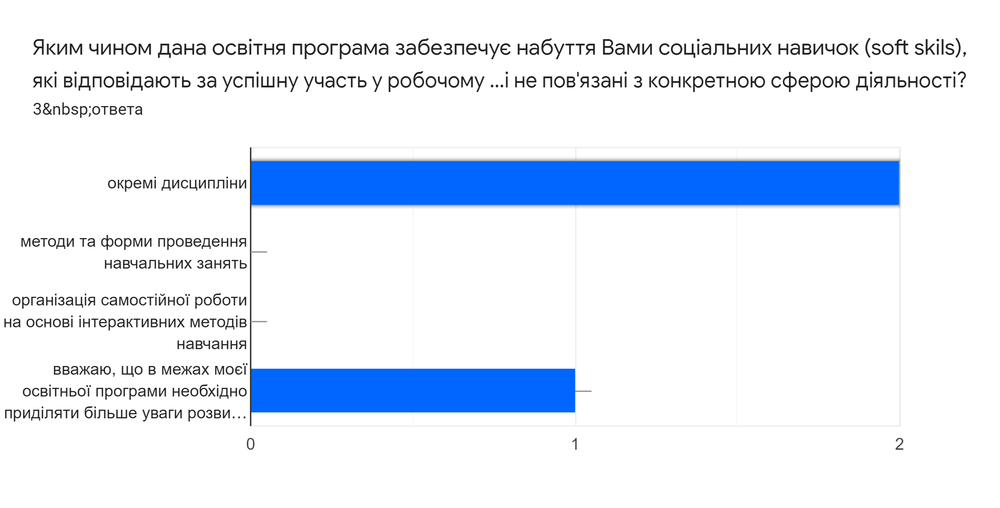 Яким чином дана освітня програма забезпечує набуття Вами соціальних навичок (soft skils),
які відповідають за успішну участь у робочому ...і не пов'язані з конкретною сферою діяльності?
3&nbsp;ответа
окремі дисципліни
методи та форми проведення
навчальних занять
організація самостійної роботи
на основі інтерактивних методів
навчання
вважаю, що в межах моєї
освітньої програми необхідно
приділяти більше уваги розви…
0
1
2